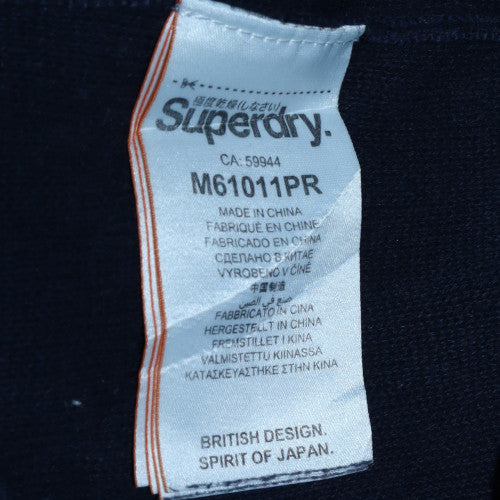 極度乾燥(しなさい)
Superdry.
CA: 59944
M61011PR
MADE IN CHINA
FABRIQUÉ EN CHINE
FABRICADO EN CHINA
СДЕЛАНО В КИТАЕ
VYROBENO V ČÍNĚ
中国制造
صنع في الصين
FABBRICATO IN CINA
HERGESTELLT IN CHINA
FREMSTILLET I KINA
VALMISTETTU KIINASSA
ΚΑΤΑΣΚΕΥΑΣΤΗΚΕ ΣΤΗΝ ΚΙΝΑ
BRITISH DESIGN.
SPIRIT OF JAPAN.